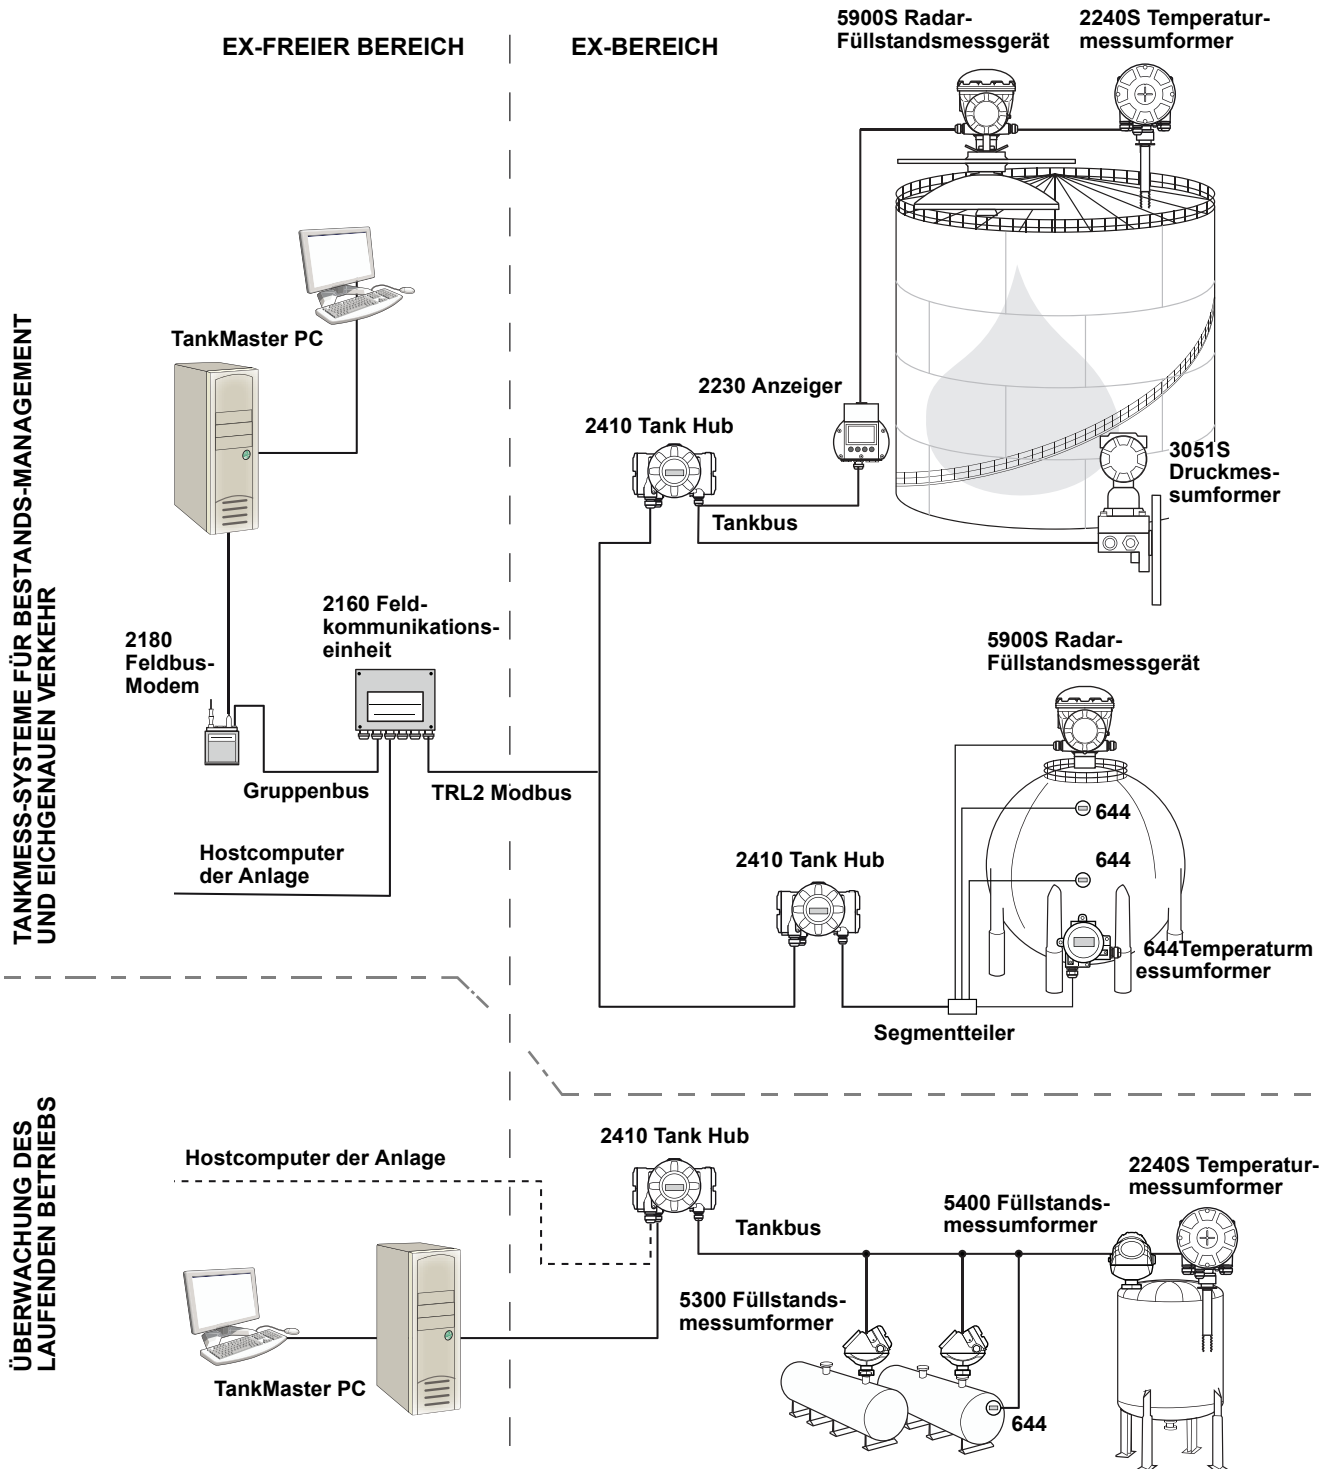 EX-FREIER BEREICH
EX-BEREICH
5900S Radar-
Füllstandsmessgerät
2240S Temperatur-
messumformer
TANKMESS-SYSTEME FÜR BESTANDS-MANAGEMENT
UND EICHGENAUEN VERKEHR
TankMaster PC
2230 Anzeiger
2410 Tank Hub
Tankbus
3051S
Druckmes-
sumformer
2160 Feld-
kommunikations-
einheit
2180
Feldbus-
Modem
Gruppenbus
TRL2 Modbus
Hostcomputer
der Anlage
5900S Radar-
Füllstandsmessgerät
644
644
2410 Tank Hub
644Temperaturm
essumformer
Segmentteiler
ÜBERWACHUNG DES
LAUFENDEN BETRIEBS
Hostcomputer der Anlage
2410 Tank Hub
Tankbus
5400 Füllstands-
messumformer
2240S Temperatur-
messumformer
5300 Füllstands-
messumformer
TankMaster PC
644